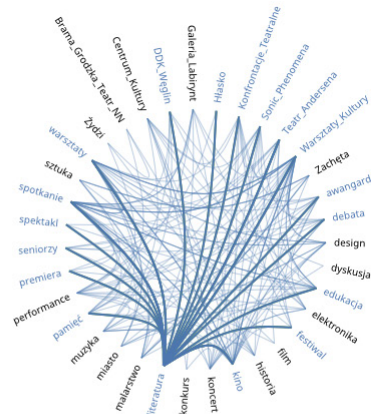 Brama_Grodzka_Teatr_NN
Centrum_Kultury
DDK_Węglin
Galeria_Labirynt
Hłasko
Konfrontacje_Teatralne
Sonic_Phenomena
Teatr_Andersena
Warsztaty_Kultury
Zachęta
awangard
debata
design
dyskusja
edukacja
elektronika
festiwal
film
historia
kino
koncert
konkurs
literatura
malarstwo
miasto
muzyka
pamięć
performance
premiera
seniorzy
spektakl
spotkanie
sztuka
warsztaty
Żydzi